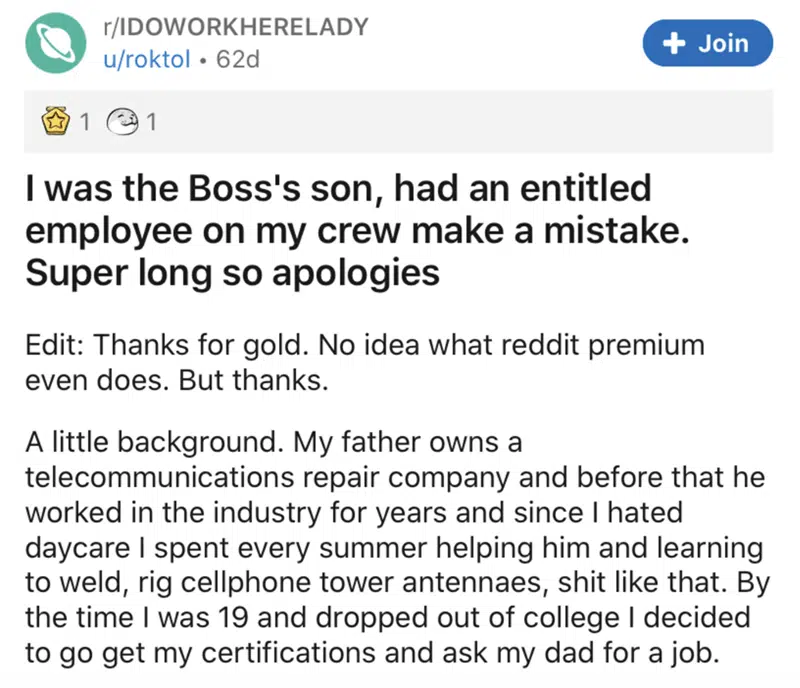 r/IDOWORKHERELADY
u/roktol • 62d
+ Join
1 1
I was the Boss's son, had an entitled
employee on my crew make a mistake.
Super long so apologies
Edit: Thanks for gold. No idea what reddit premium
even does. But thanks.
A little background. My father owns a
telecommunications repair company and before that he
worked in the industry for years and since I hated
daycare I spent every summer helping him and learning
to weld, rig cellphone tower antennaes, shit like that. By
the time I was 19 and dropped out of college I decided
to go get my certifications and ask my dad for a job.